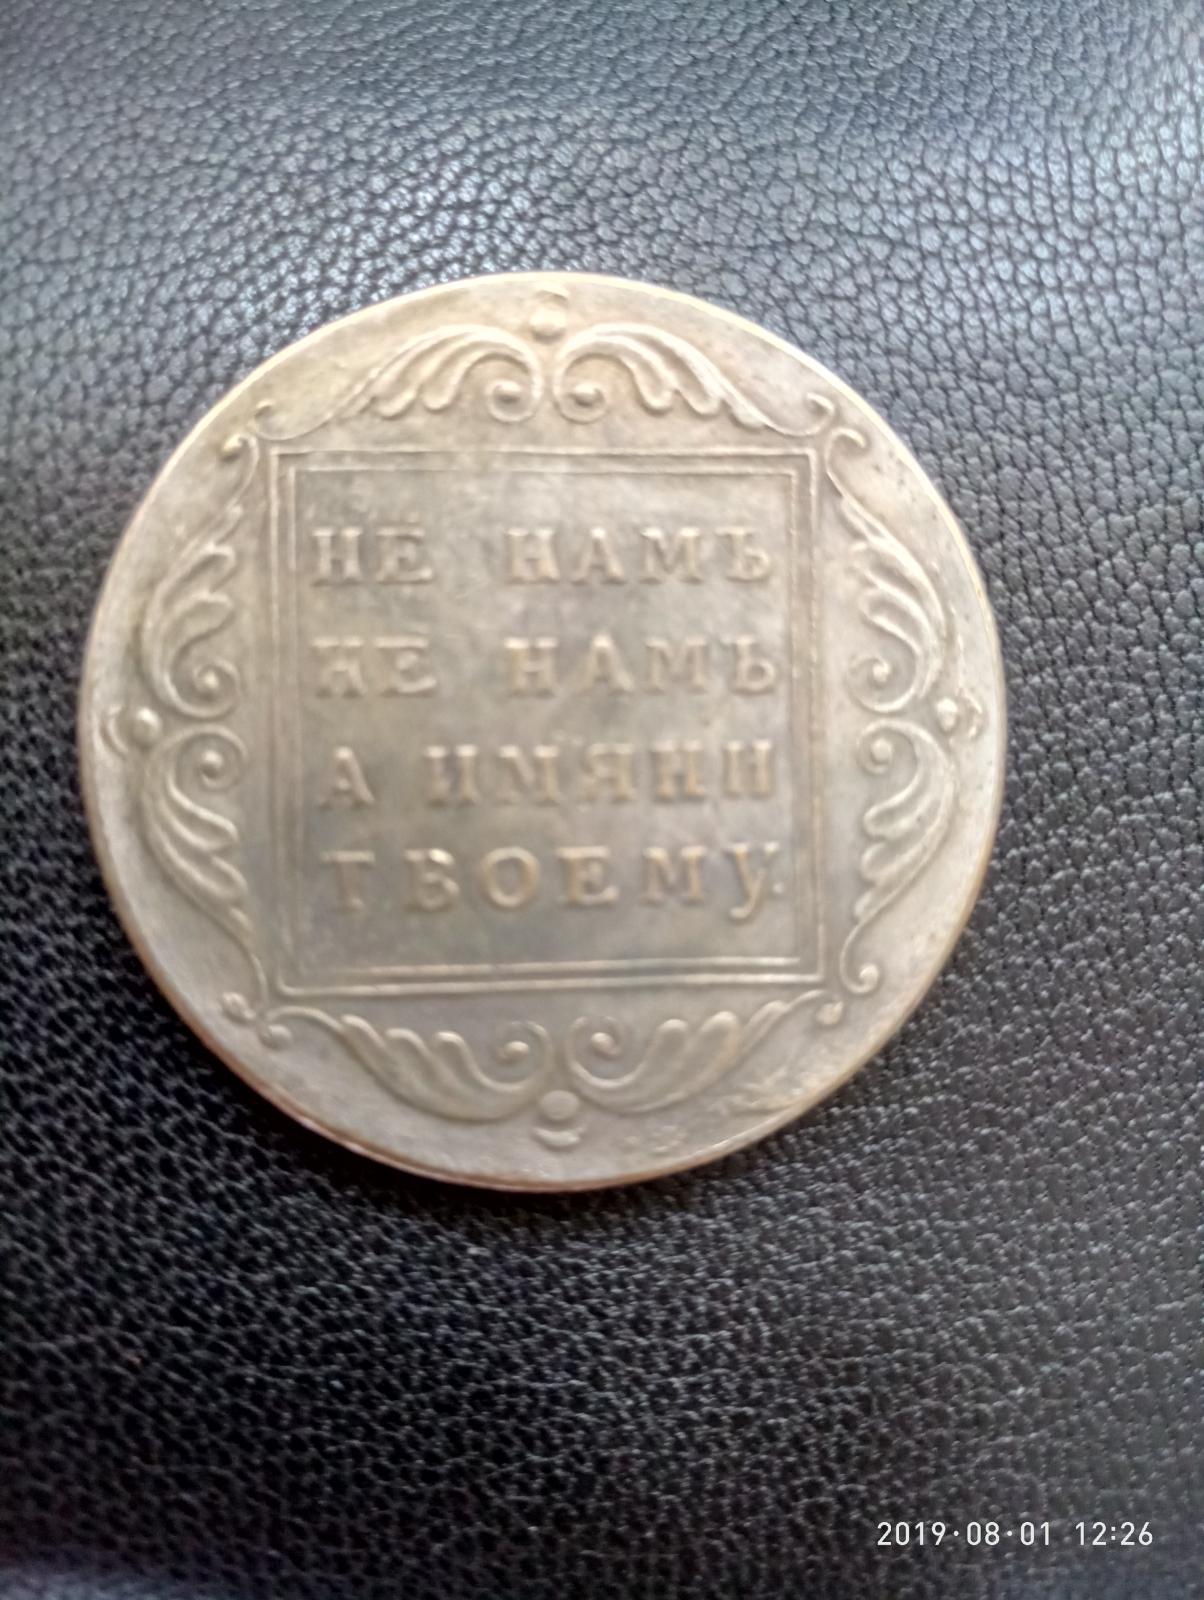 НЕ НАМЪ
НЕ НАМЪ
А ИМЯНИ
ТВОЕМУ.
2019·08·01 12:26